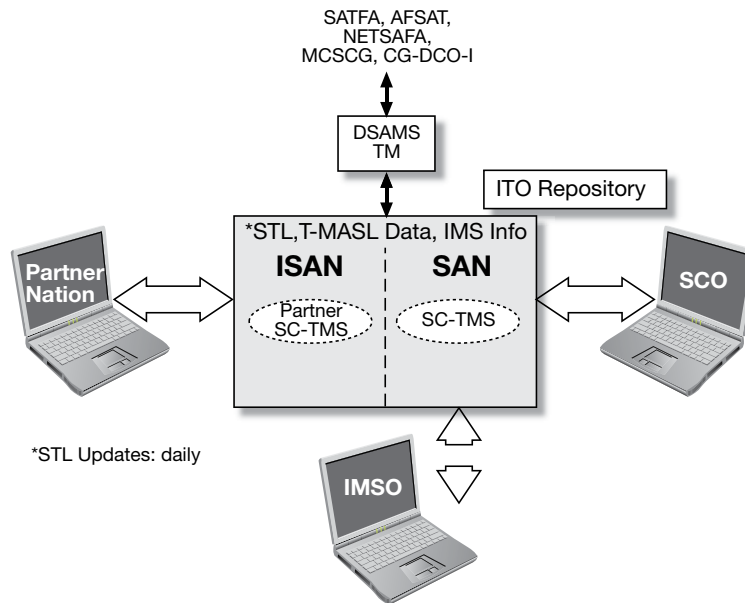 SATFA, AFSAT,
NETSAFA,
MCSCG, CG-DCO-I
DSAMS
TM
ITO Repository
*STL,T-MASL Data, IMS Info
ISAN
SAN
Partner
Nation
SCO
Partner
SC-TMS
SC-TMS
*STL Updates: daily
IMSO